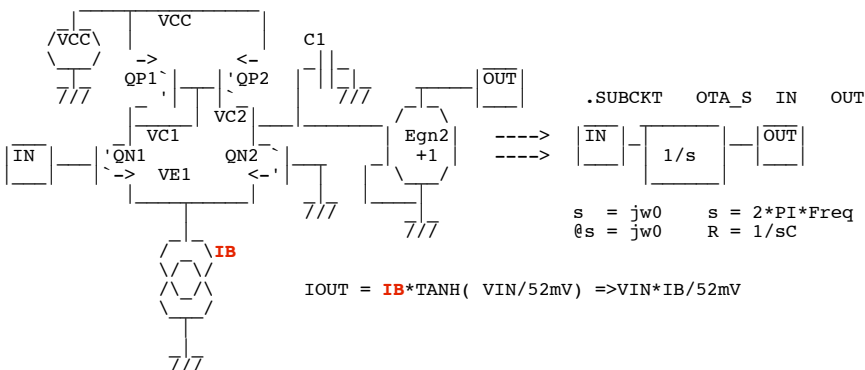 VCC
VCC C1
-> <-
QP1 QP2 OUT
/// .SUBCKT OTA_S IN OUT
VC1 VC2
IN QN1 QN2 Egn2 ----> IN 1/s OUT
-> VE1 <- +1 ---->
/// s = jw0 s = 2*PI*Freq
/// @s = jw0 R = 1/sC
IB
IOUT = IB*TANH( VIN/52mV) =>VIN*IB/52mV
///